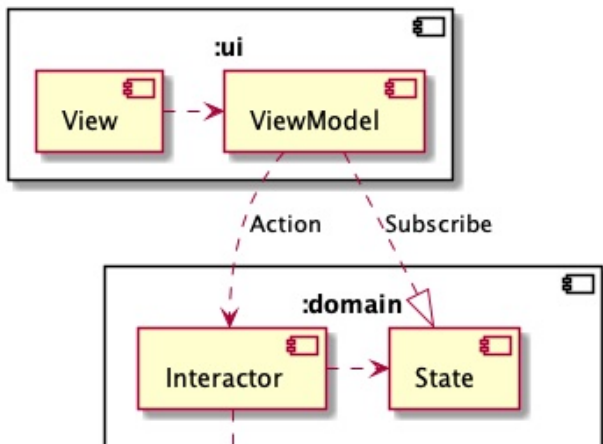 :ui
View
ViewModel
Action
Subscribe
:domain
Interactor
State